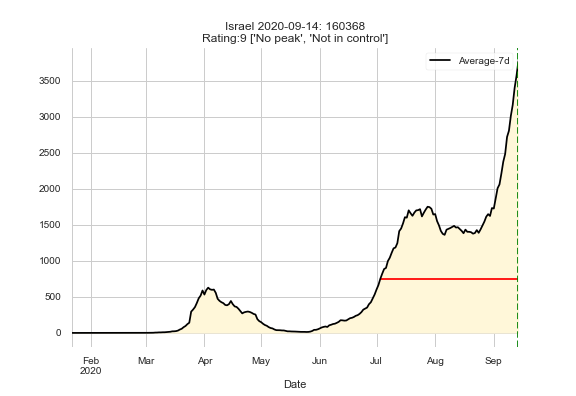 Israel 2020-09-14: 160368
Rating:9 ['No peak', 'Not in control']
Average-7d
3500
3000
2500
2000
1500
1000
500
0
Feb Mar Apr May Jun Jul Aug Sep
2020
Date